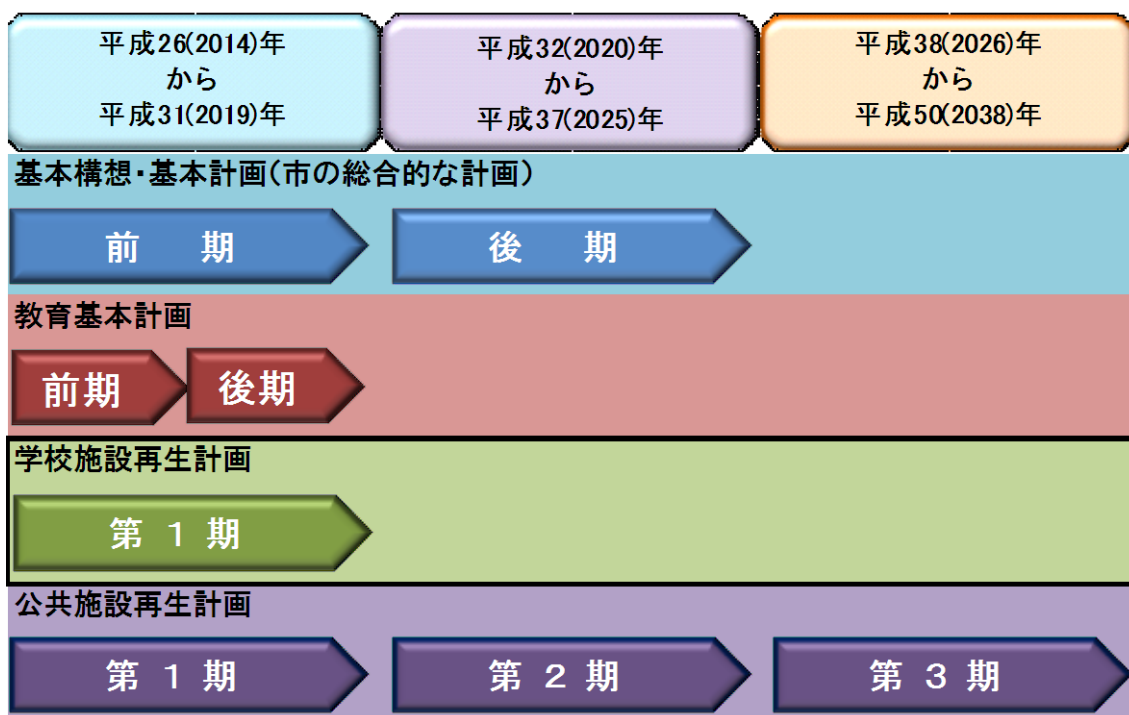 平成26(2014)年
から
平成31(2019)年
平成32(2020)年
から
平成37(2025)年
平成38(2026)年
から
平成50(2038)年
基本構想・基本計画(市の総合的な計画)
前　期
後　期
教育基本計画
前期
後期
学校施設再生計画
第 １ 期
公共施設再生計画
第 １ 期
第 ２ 期
第 ３ 期